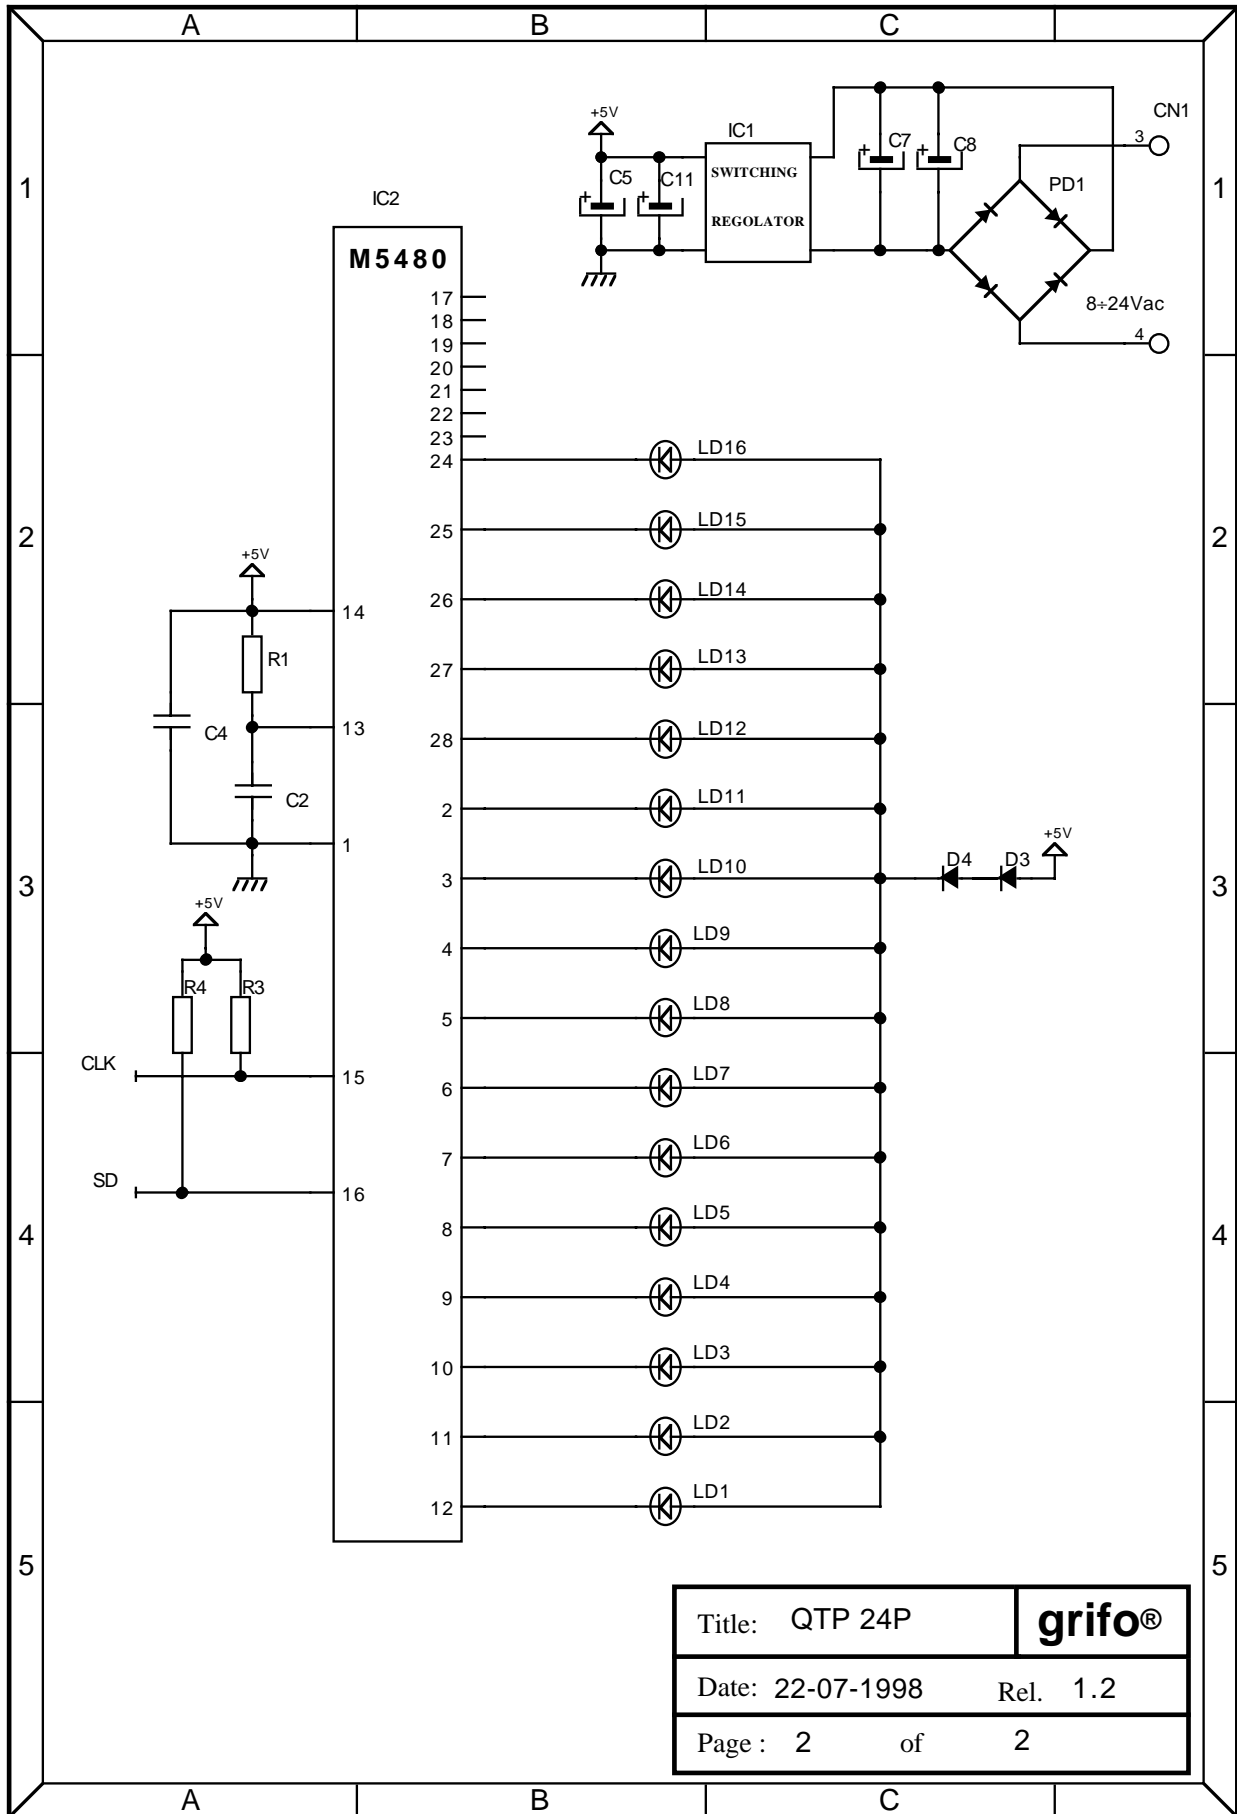 A B C
CN1
+5V
IC1
3
C7
C8
C5
C11
SWITCHING
REGOLATOR
PD1
1
1
IC2
M5480
8÷24Vac
4
17
18
19
20
21
22
23
24 LD16
2
25 LD15
2
+5V
26 LD14
14
R1
27 LD13
C4
13
28 LD12
C2
2 LD11
1
+5V
3
3 LD10
D4 D3
3
+5V
4 LD9
R4 R3
5 LD8
CLK
15
6 LD7
7 LD6
SD
16
8 LD5
4
4
9 LD4
10 LD3
11 LD2
12 LD1
5
5
Title: QTP 24P grifo®
Date: 22-07-1998 Rel. 1.2
Page : 2 of 2
A B C